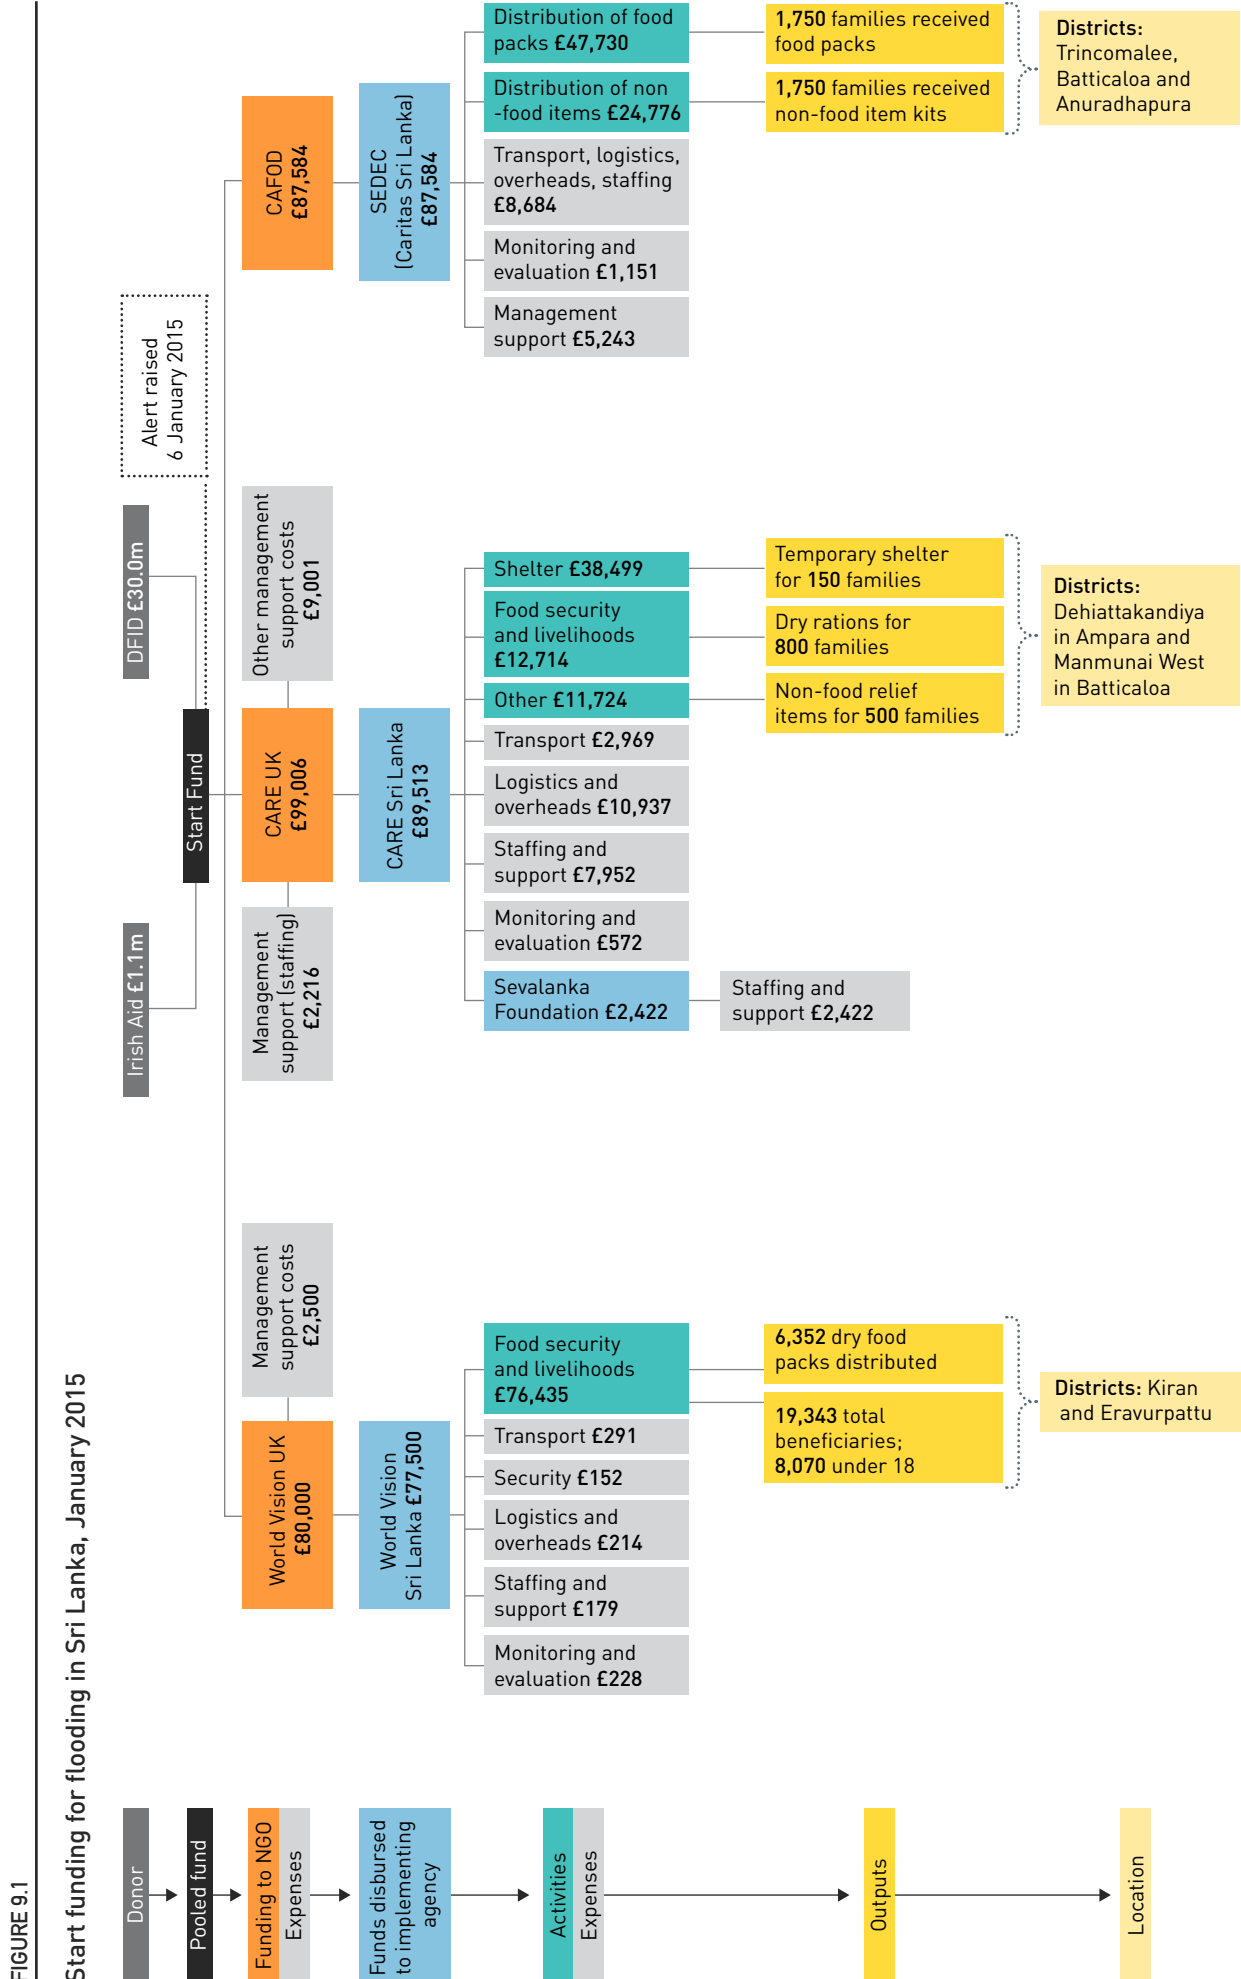 FIGURE 9.1
Start funding for flooding in Sri Lanka, January 2015
Donor
Pooled fund
Funding to NGO
Expenses
Funds disbursed
to implementing
agency
Activities
Expenses
Outputs
Location
Irish Aid £1.1m
DFID £30.0m
Start Fund
Alert raised
6 January 2015
World Vision UK
£80,000
Management
support costs
£2,500
World Vision
Sri Lanka £77,500
Food security
and livelihoods
£76,435
Transport £291
Security £152
Logistics and
overheads £214
Staffing and
support £179
Monitoring and
evaluation £228
6,352 dry food
packs distributed
19,343 total
beneficiaries;
8,070 under 18
Districts: Kiran
and Eravurpattu
Management
support (staffing)
£2,216
CARE UK
£99,006
Other management
support costs
£9,001
CARE Sri Lanka
£89,513
Shelter £38,499
Food security
and livelihoods
£12,714
Other £11,724
Transport £2,969
Logistics and
overheads £10,937
Staffing and
support £7,952
Monitoring and
evaluation £572
Sevalanka
Foundation £2,422
Staffing and
support £2,422
Temporary shelter
for 150 families
Dry rations for
800 families
Non-food relief
items for 500 families
Districts:
Dehiattakandiya
in Ampara and
Manmunai West
in Batticaloa
CAFOD
£87,584
SEDEC
(Caritas Sri Lanka)
£87,584
Distribution of food
packs £47,730
Distribution of non
-food items £24,776
Transport, logistics,
overheads, staffing
£8,684
Monitoring and
evaluation £1,151
Management
support £5,243
1,750 families received
food packs
1,750 families received
non-food item kits
Districts:
Trincomalee,
Batticaloa and
Anuradhapura